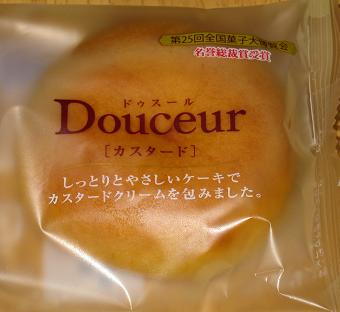 第25回全国菓子大博覧会
名誉総裁賞受賞
ドゥスール
Douceur
［カスタード］
しっとりとやさしいケーキで
カスタードクリームを包みました。